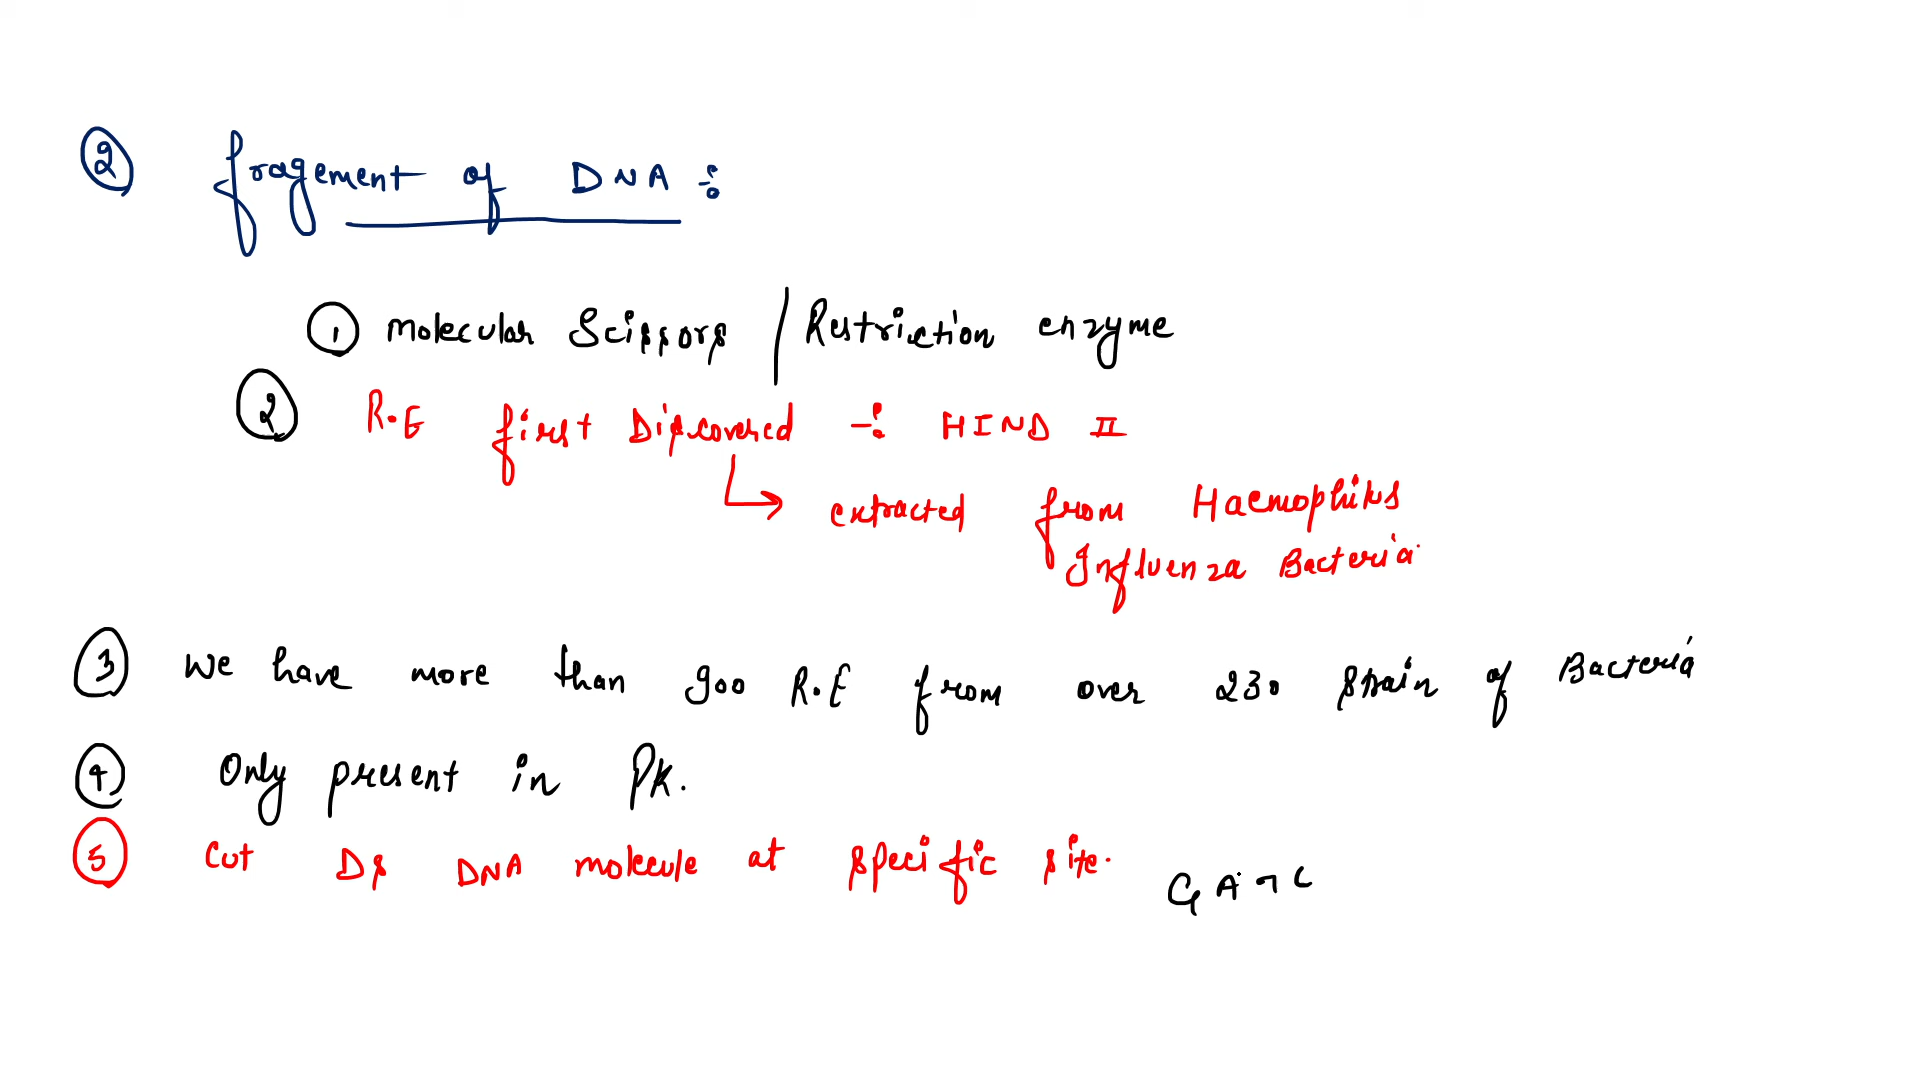 ② fragement of DNA :-
① Molecular Scissors / Restriction enzyme
② R.E first Discovered -: HIND II
↳ extracted from Haemophilus
Influenza Bacteria
③ We have more than 900 R.E from over 230 strain of Bacteria
④ Only present in PK.
⑤ Cut Ds DNA molecule at specific site. GATC